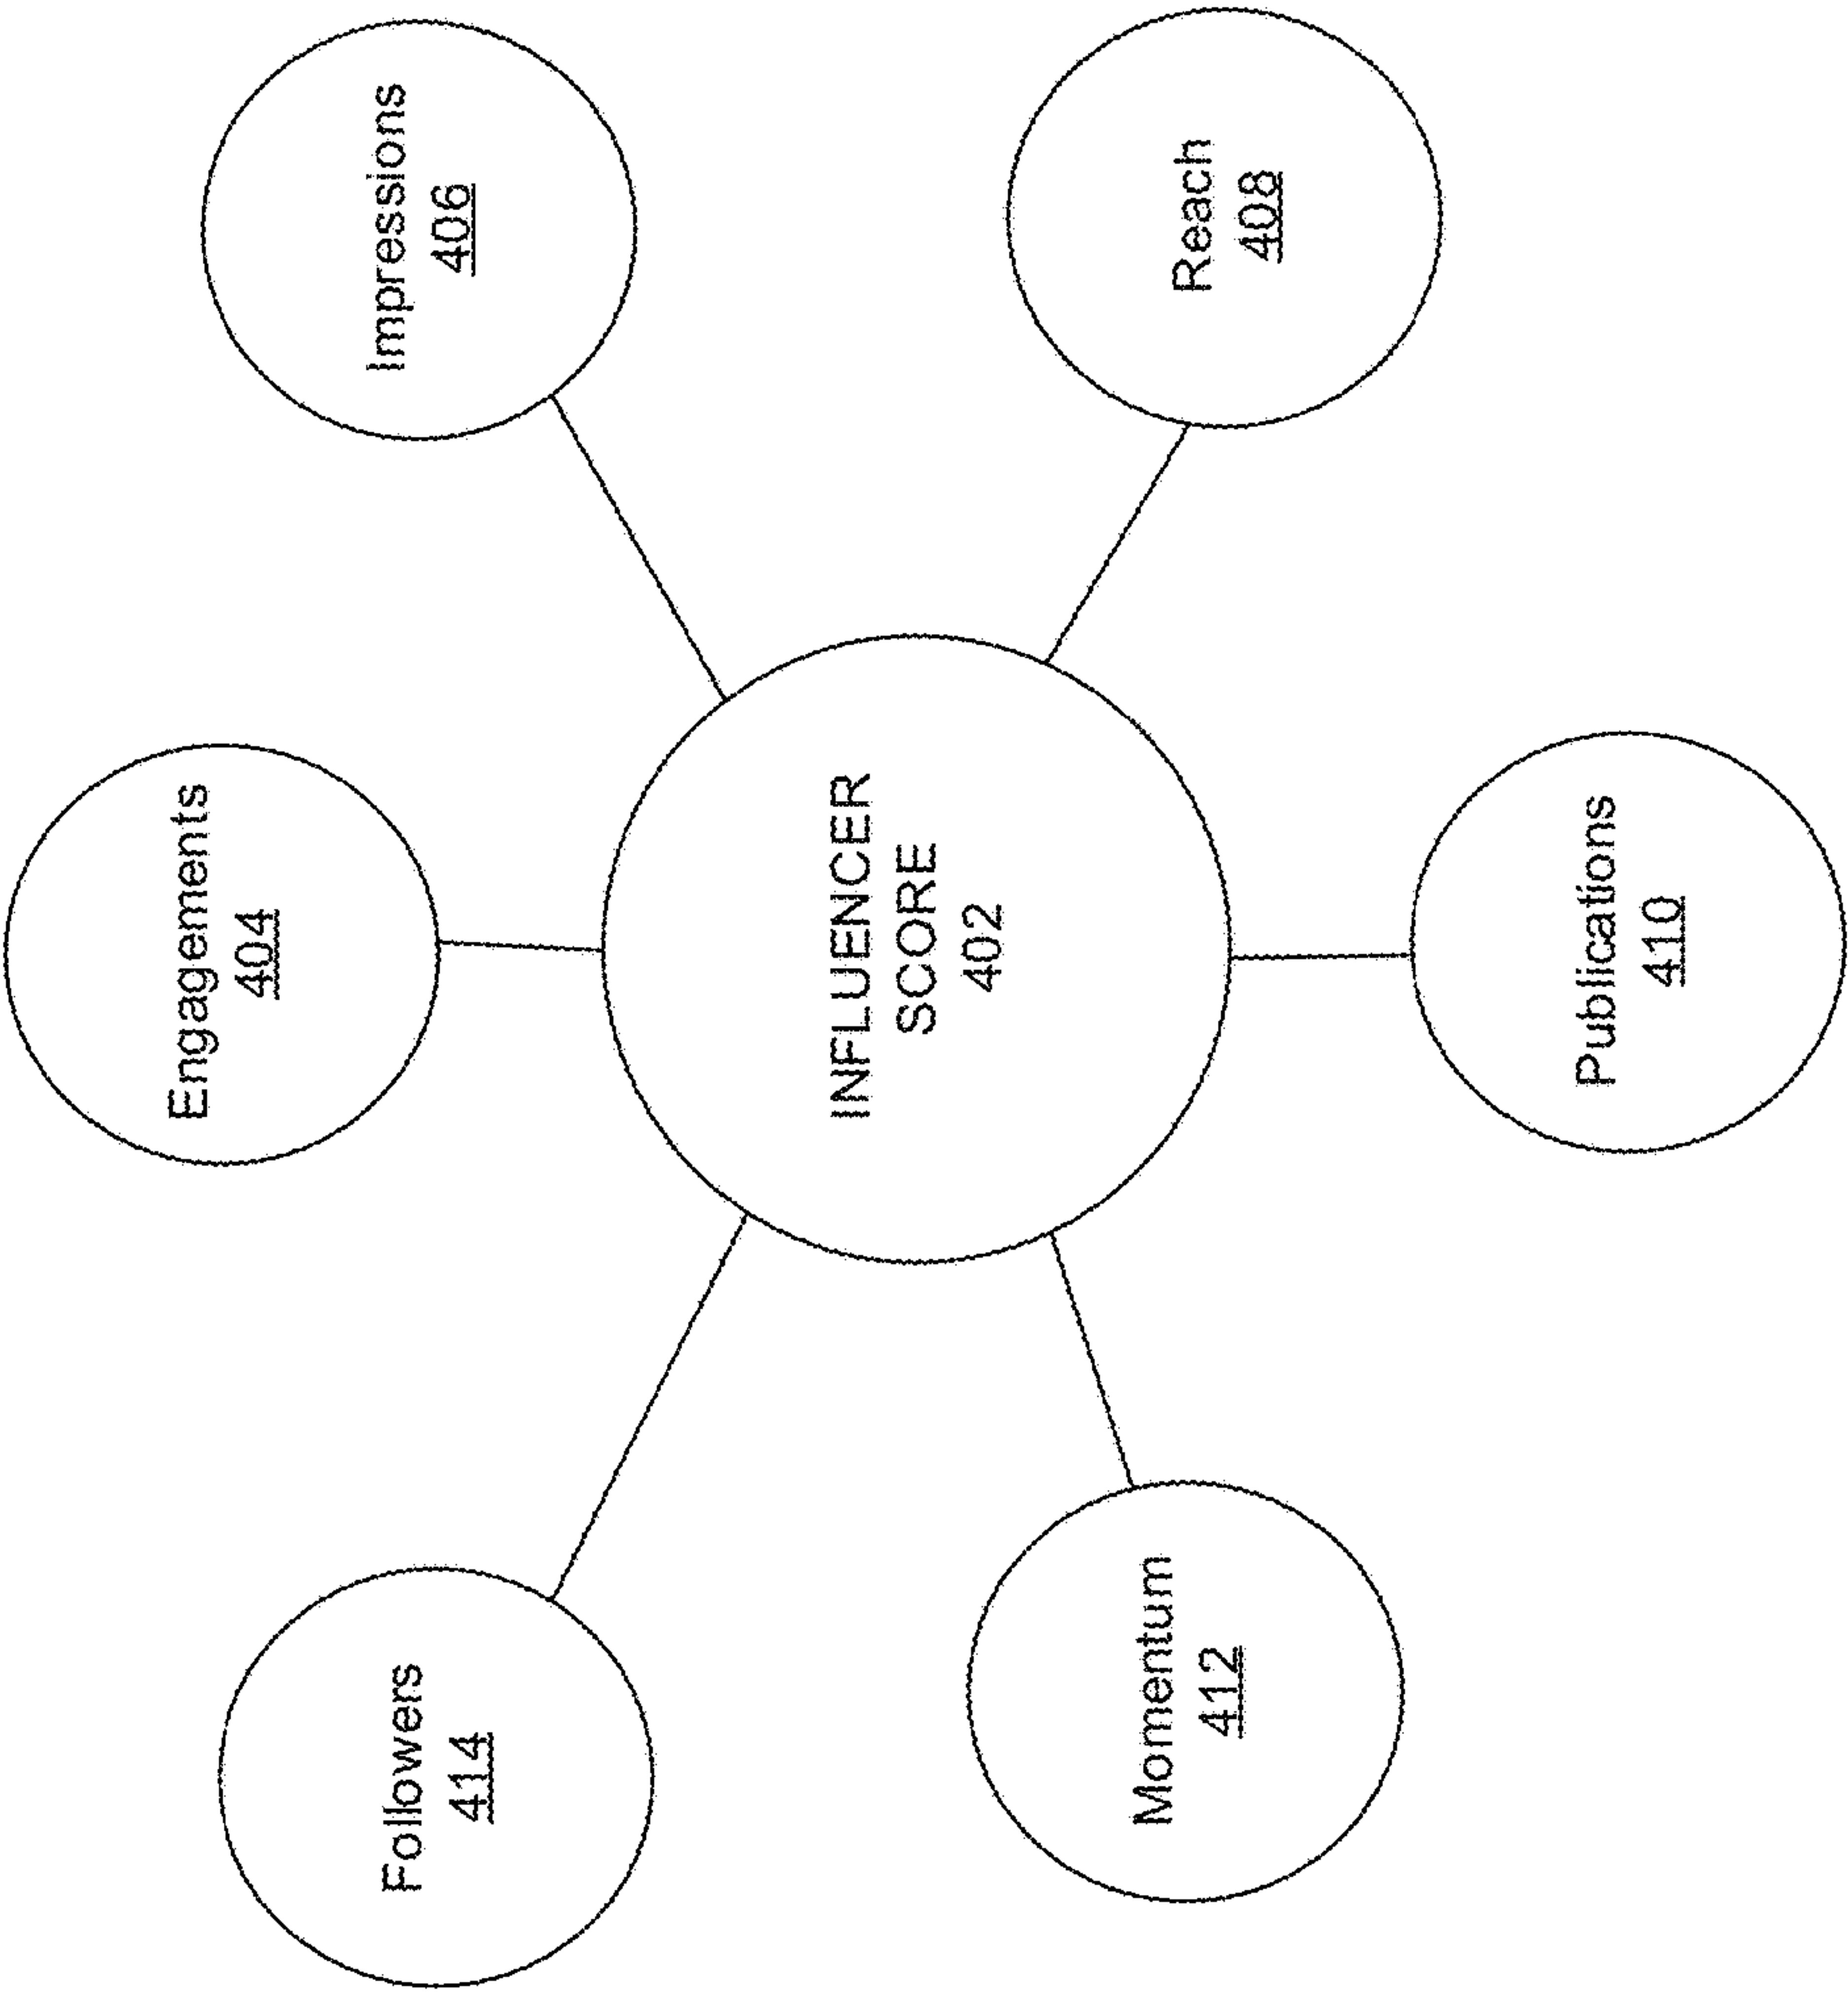 Engagements
404
Impressions
406
Followers
414
INFLUENCER
SCORE
402
Reach
408
Momentum
412
Publications
410